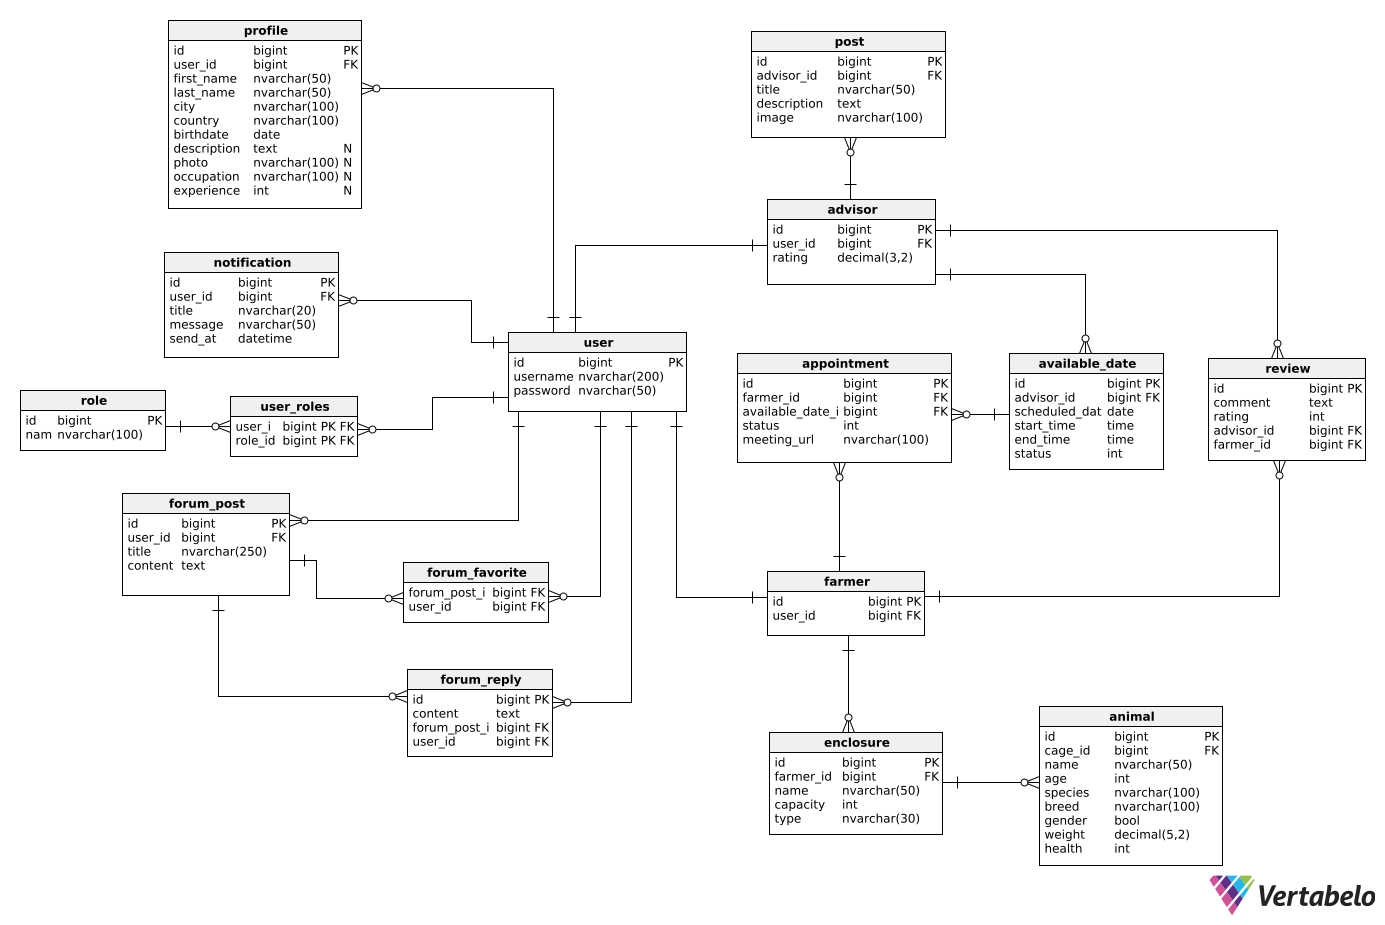 profile
id bigint PK
user_id bigint FK
first_name nvarchar(50)
last_name nvarchar(50)
city nvarchar(100)
country nvarchar(100)
birthdate date
description text N
photo nvarchar(100) N
occupation nvarchar(100) N
experience int N
post
id bigint PK
advisor_id bigint FK
title nvarchar(50)
description text
image nvarchar(100)
advisor
id bigint PK
user_id bigint FK
rating decimal(3,2)
notification
id bigint PK
user_id bigint FK
title nvarchar(20)
message nvarchar(50)
send_at datetime
user
id bigint PK
username nvarchar(200)
password nvarchar(50)
appointment
id bigint PK
farmer_id bigint FK
available_date_i bigint FK
status int
meeting_url nvarchar(100)
available_date
id bigint PK
advisor_id bigint FK
scheduled_dat date
start_time time
end_time time
status int
review
id bigint PK
comment text
rating int
advisor_id bigint FK
farmer_id bigint FK
role
id bigint PK
nam nvarchar(100)
user_roles
user_i bigint PK FK
role_id bigint PK FK
forum_post
id bigint PK
user_id bigint FK
title nvarchar(250)
content text
forum_favorite
forum_post_i bigint FK
user_id bigint FK
farmer
id bigint PK
user_id bigint FK
forum_reply
id bigint PK
content text
forum_post_i bigint FK
user_id bigint FK
enclosure
id bigint PK
farmer_id bigint FK
name nvarchar(50)
capacity int
type nvarchar(30)
animal
id bigint PK
cage_id bigint FK
name nvarchar(50)
age int
species nvarchar(100)
breed nvarchar(100)
gender bool
weight decimal(5,2)
health int
Vertabelo